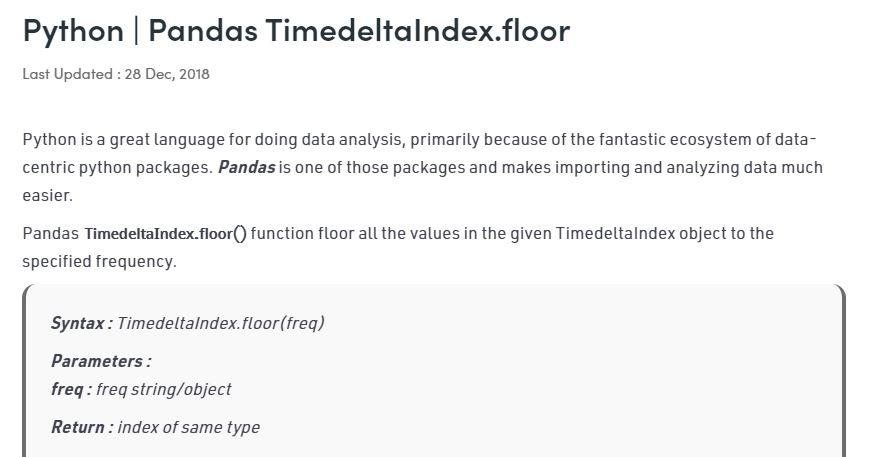 Python | Pandas TimedeltaIndex.floor
Last Updated : 28 Dec, 2018
Python is a great language for doing data analysis, primarily because of the fantastic ecosystem of data-
centric python packages. Pandas is one of those packages and makes importing and analyzing data much
easier.
Pandas TimedeltaIndex.floor() function floor all the values in the given TimedeltaIndex object to the
specified frequency.
Syntax : TimedeltaIndex.floor(freq)
Parameters :
freq : freq string/object
Return : index of same type